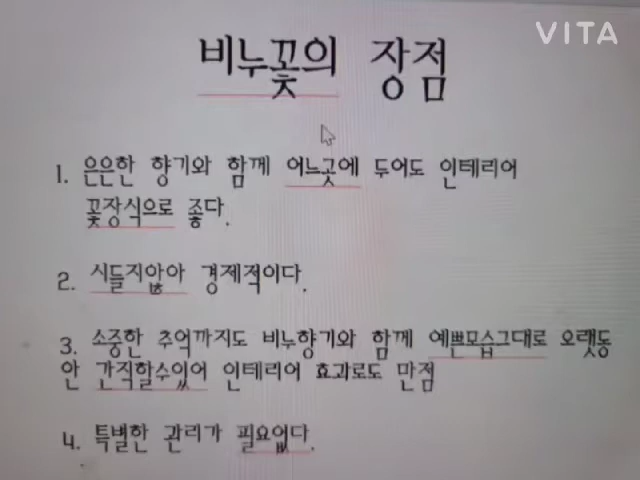 VITA
비누꽃의 장점
1. 은은한 향기와 함께 어느곳에 두어도 인테리어
꽃장식으로 좋다.
2. 시들지않아 경제적이다.
3. 소중한 추억까지도 비누향기와 함께 예쁜모습그대로 오랫동
안 간직할수있어 인테리어 효과로도 만점
4. 특별한 관리가 필요없다.